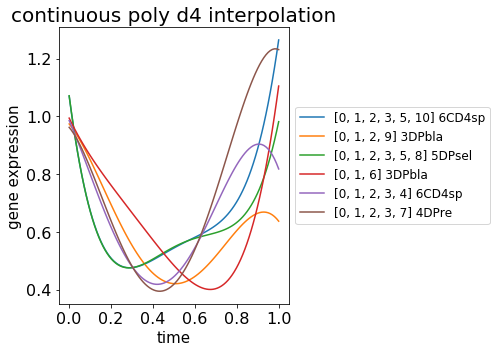 continuous poly d4 interpolation
gene expression
1.2
1.0
0.8
0.6
0.4
0.0 0.2 0.4 0.6 0.8 1.0
time
[0, 1, 2, 3, 5, 10] 6CD4sp
[0, 1, 2, 9] 3DPbla
[0, 1, 2, 3, 5, 8] 5DPsel
[0, 1, 6] 3DPbla
[0, 1, 2, 3, 4] 6CD4sp
[0, 1, 2, 3, 7] 4DPre